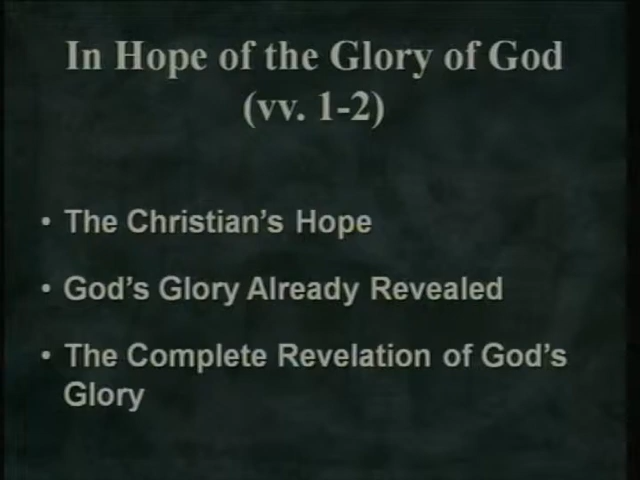 In Hope of the Glory of God
(vv. 1-2)
• The Christian's Hope
• God's Glory Already Revealed
• The Complete Revelation of God's
Glory